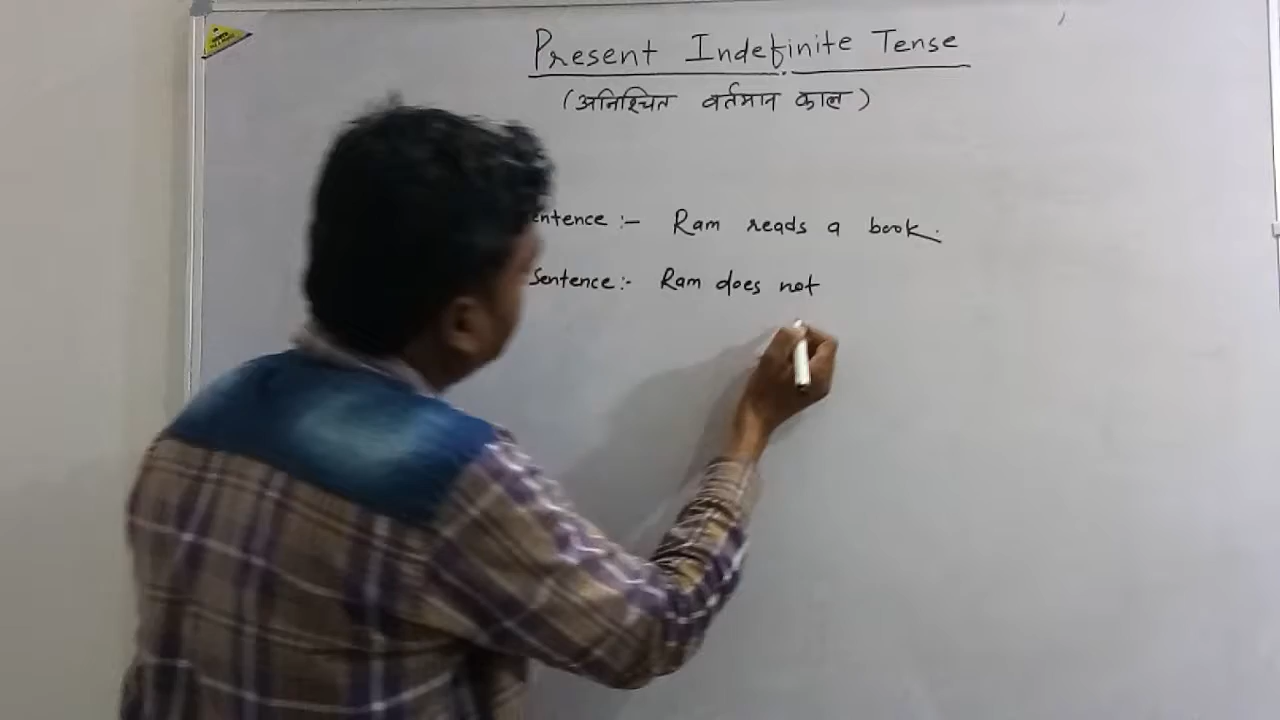 Present Indefinite Tense
(अनिश्चित वर्तमान काल)
entence :- Ram reads a book.
Sentence:- Ram does not